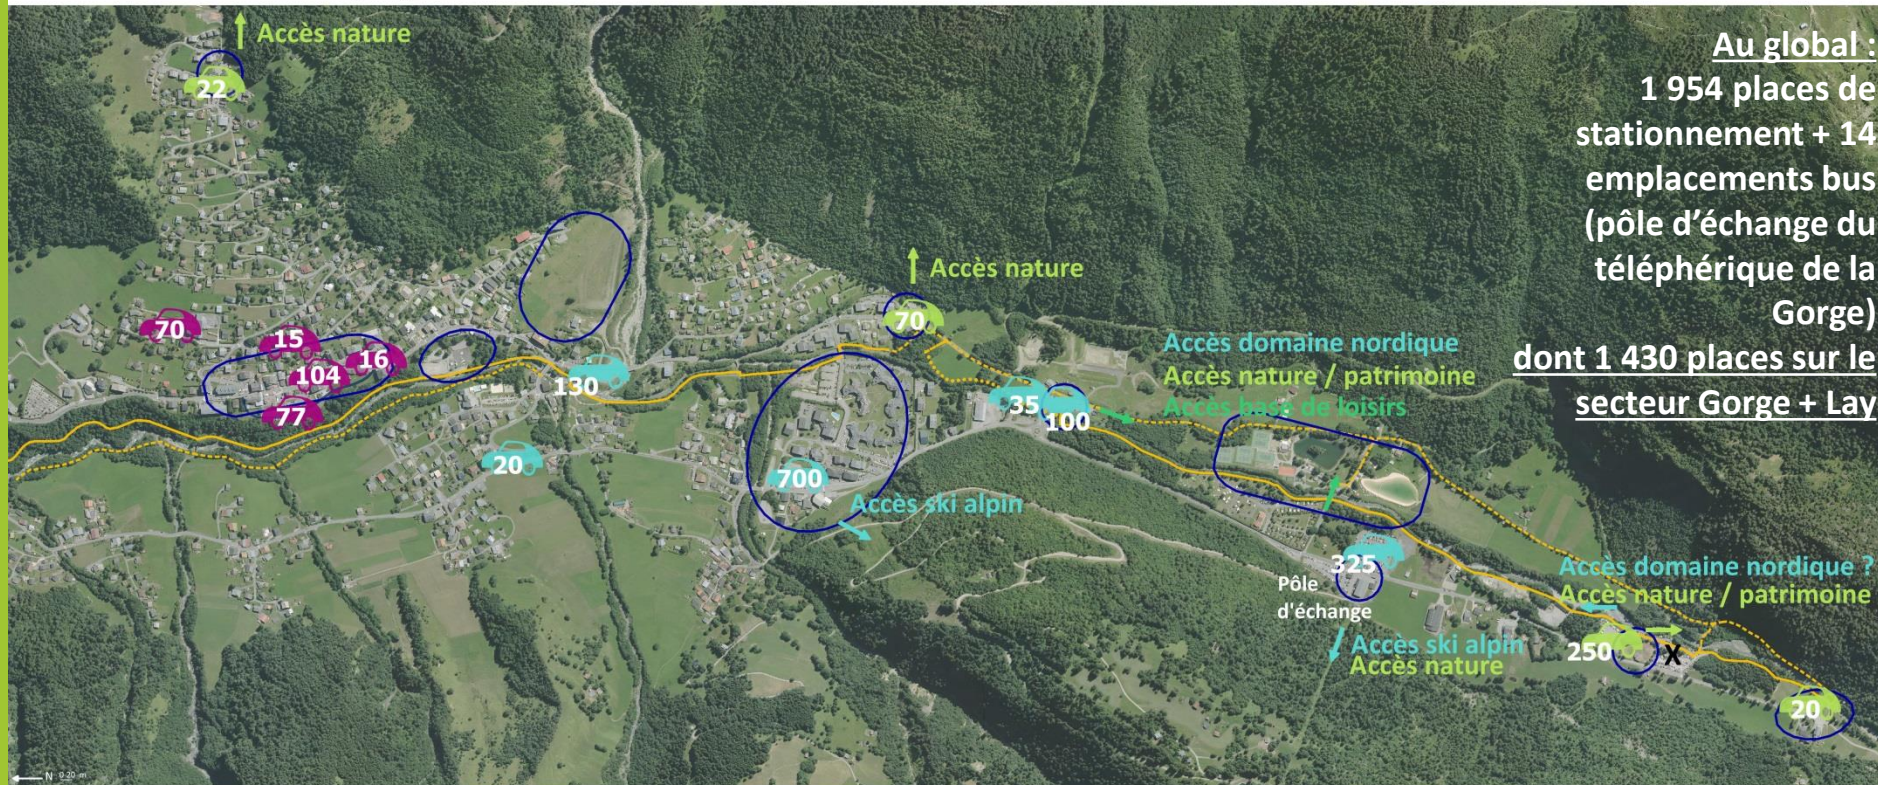 Accès nature
22
Au global :
1 954 places de
stationnement + 14
emplacements bus
(pôle d’échange du
téléphérique de la
Gorge)
dont 1 430 places sur le
secteur Gorge + Lay
Accès nature
70
70
15
16
104
77
130
20
700
Accès ski alpin
35
100
Accès domaine nordique
Accès nature / patrimoine
Accès base de loisirs
325
Pôle
d'échange
Accès ski alpin
Accès nature
Accès domaine nordique ?
Accès nature / patrimoine
250
X
20
N 0 20 m